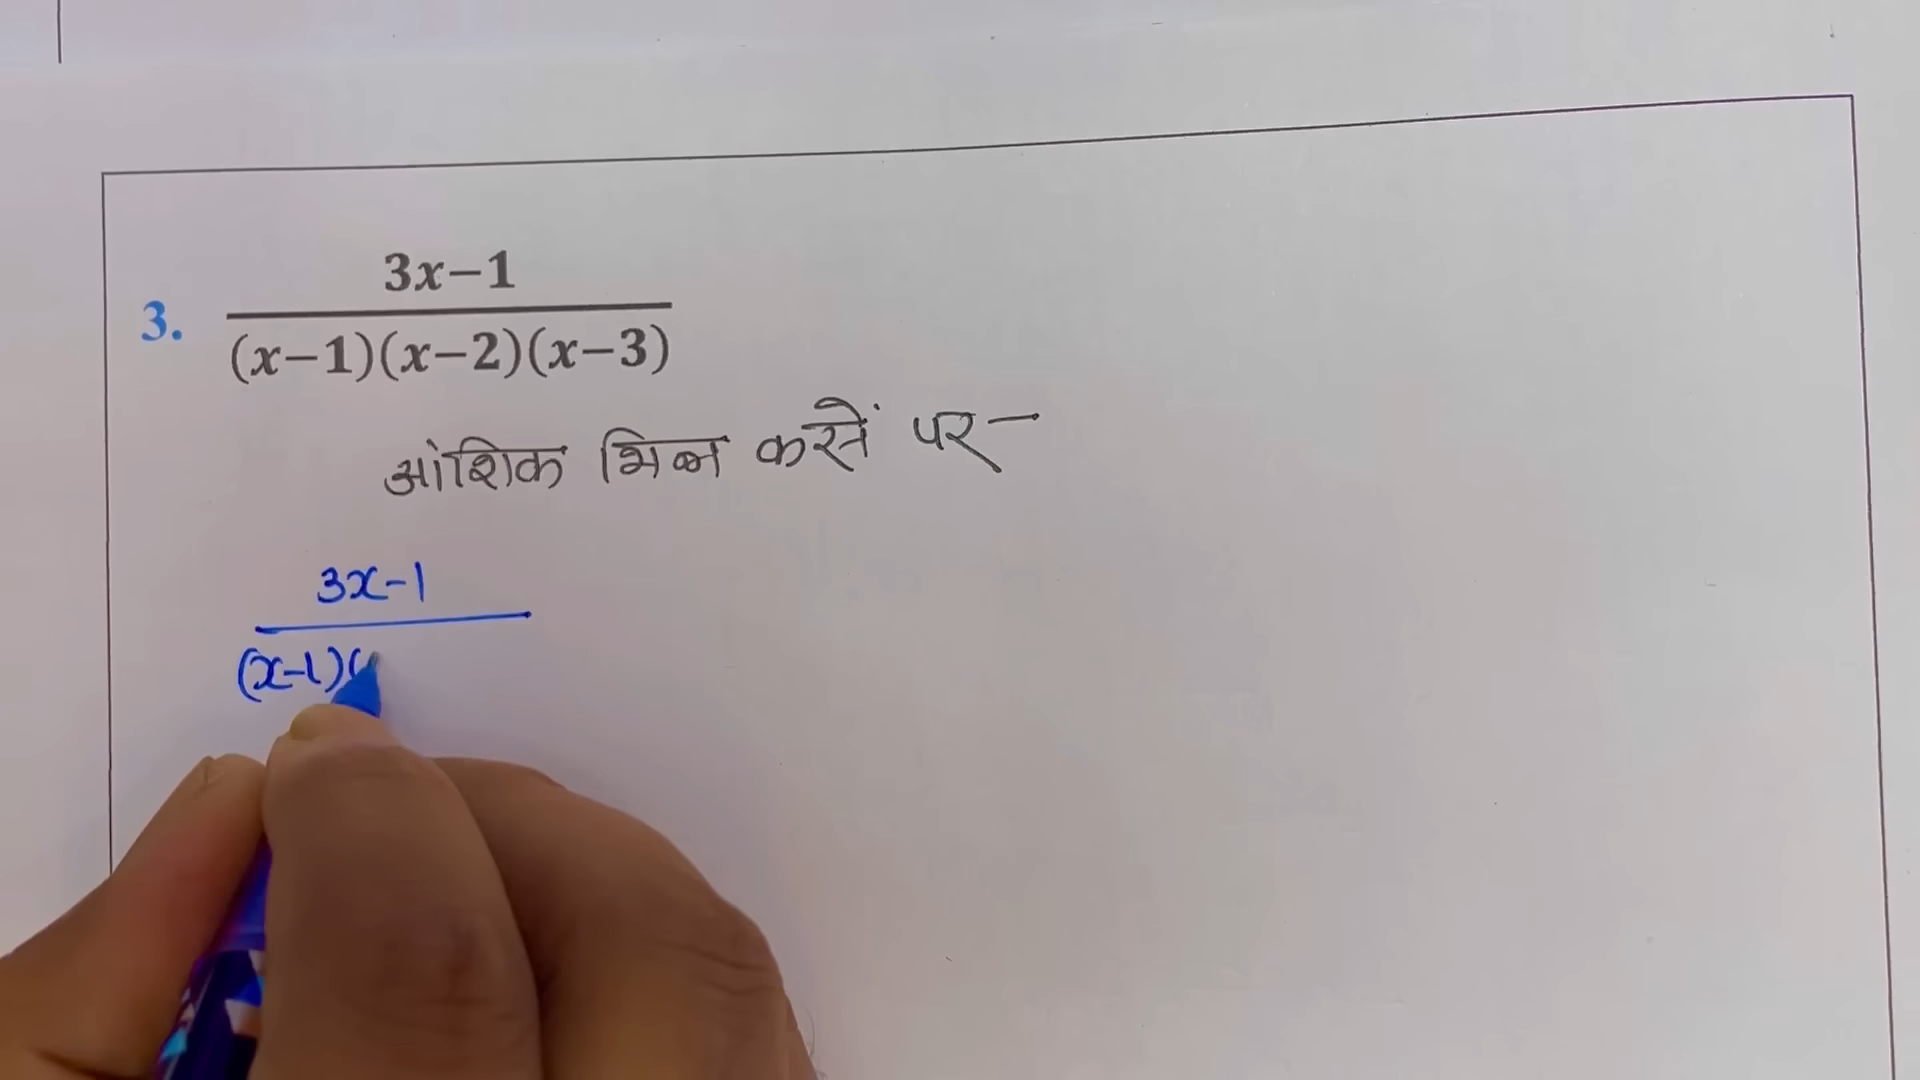 3x−1
3. (x−1)(x−2)(x−3)
आंशिक भिन्न करने पर−
3x-1
(x-1)(